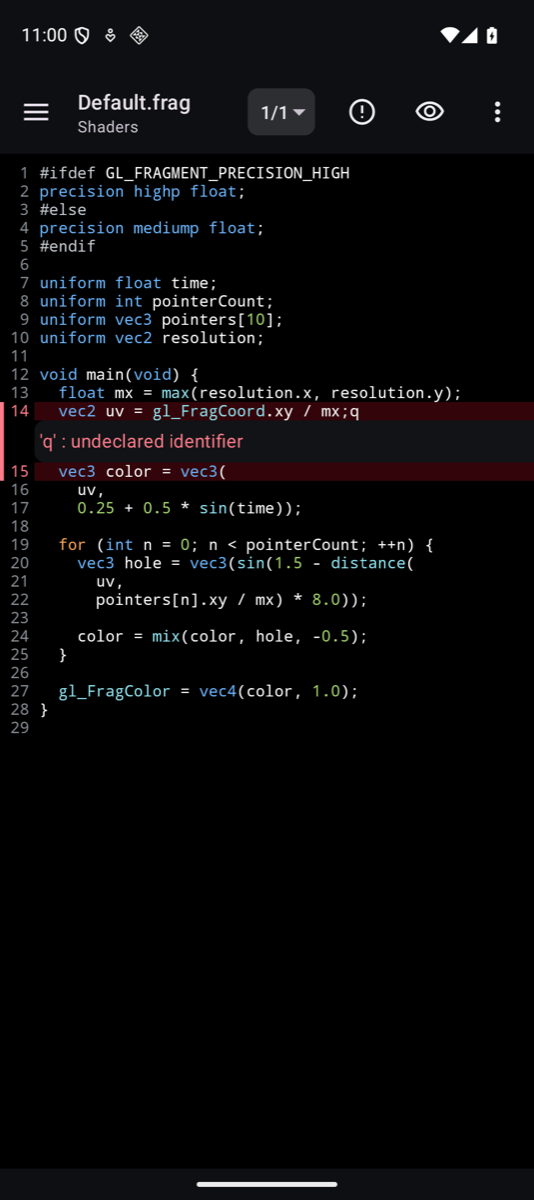 11:00
Default.frag
Shaders
1/1
1 #ifdef GL_FRAGMENT_PRECISION_HIGH
2 precision highp float;
3 #else
4 precision mediump float;
5 #endif
6
7 uniform float time;
8 uniform int pointerCount;
9 uniform vec3 pointers[10];
10 uniform vec2 resolution;
11
12 void main(void) {
13   float mx = max(resolution.x, resolution.y);
14   vec2 uv = gl_FragCoord.xy / mx;q
'q' : undeclared identifier
15   vec3 color = vec3(
16     uv,
17     0.25 + 0.5 * sin(time));
18
19   for (int n = 0; n < pointerCount; ++n) {
20     vec3 hole = vec3(sin(1.5 - distance(
21       uv,
22       pointers[n].xy / mx) * 8.0));
23
24     color = mix(color, hole, -0.5);
25   }
26
27   gl_FragColor = vec4(color, 1.0);
28 }
29